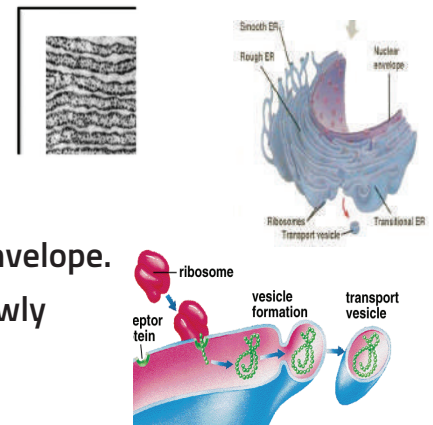 Smooth ER
Rough ER
Nuclear
envelope
Ribosomes
Transport vesicle
Transitional ER
nvelope.
wly
ribosome
eptor
tein
vesicle
formation
transport
vesicle